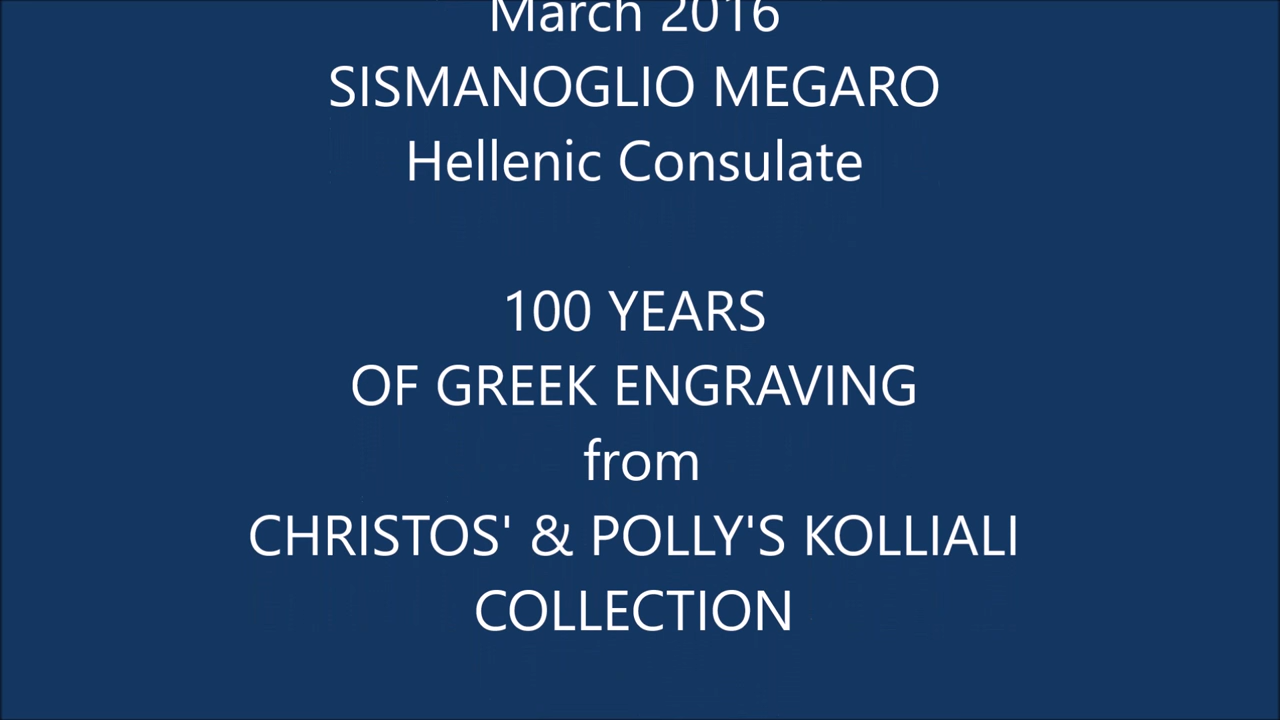 March 2016
SISMANOGLIO MEGARO
Hellenic Consulate
100 YEARS
OF GREEK ENGRAVING
from
CHRISTOS' & POLLY'S KOLLIALI
COLLECTION